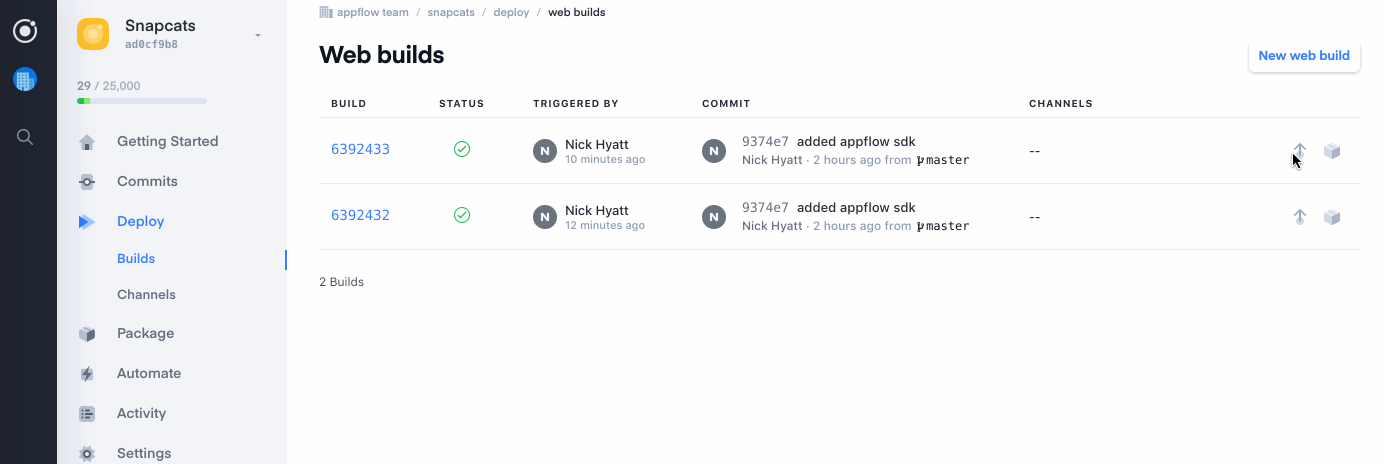 Snapcats
ad0cf9b8
29 / 25,000
Getting Started
Commits
Deploy
Builds
Channels
Package
Automate
Activity
Settings
appflow team / snapcats / deploy / web builds
Web builds
New web build
BUILD STATUS TRIGGERED BY COMMIT CHANNELS
6392433 N Nick Hyatt N 9374e7 added appflow sdk --
10 minutes ago Nick Hyatt · 2 hours ago from master
6392432 N Nick Hyatt N 9374e7 added appflow sdk --
12 minutes ago Nick Hyatt · 2 hours ago from master
2 Builds